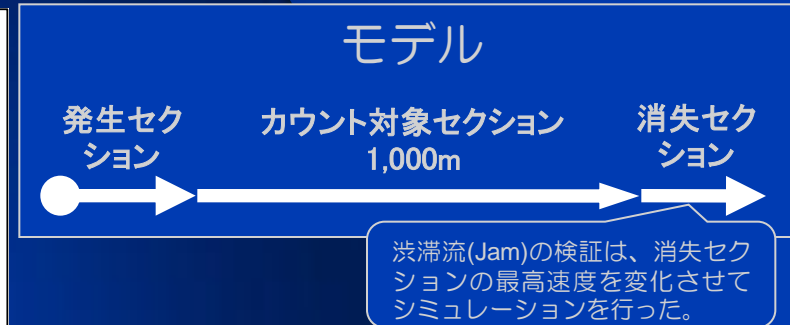 モデル
発生セク
ション
カウント対象セクション
1,000m
消失セク
ション
渋滞流(Jam)の検証は、消失セク
ションの最高速度を変化させて
シミュレーションを行った。